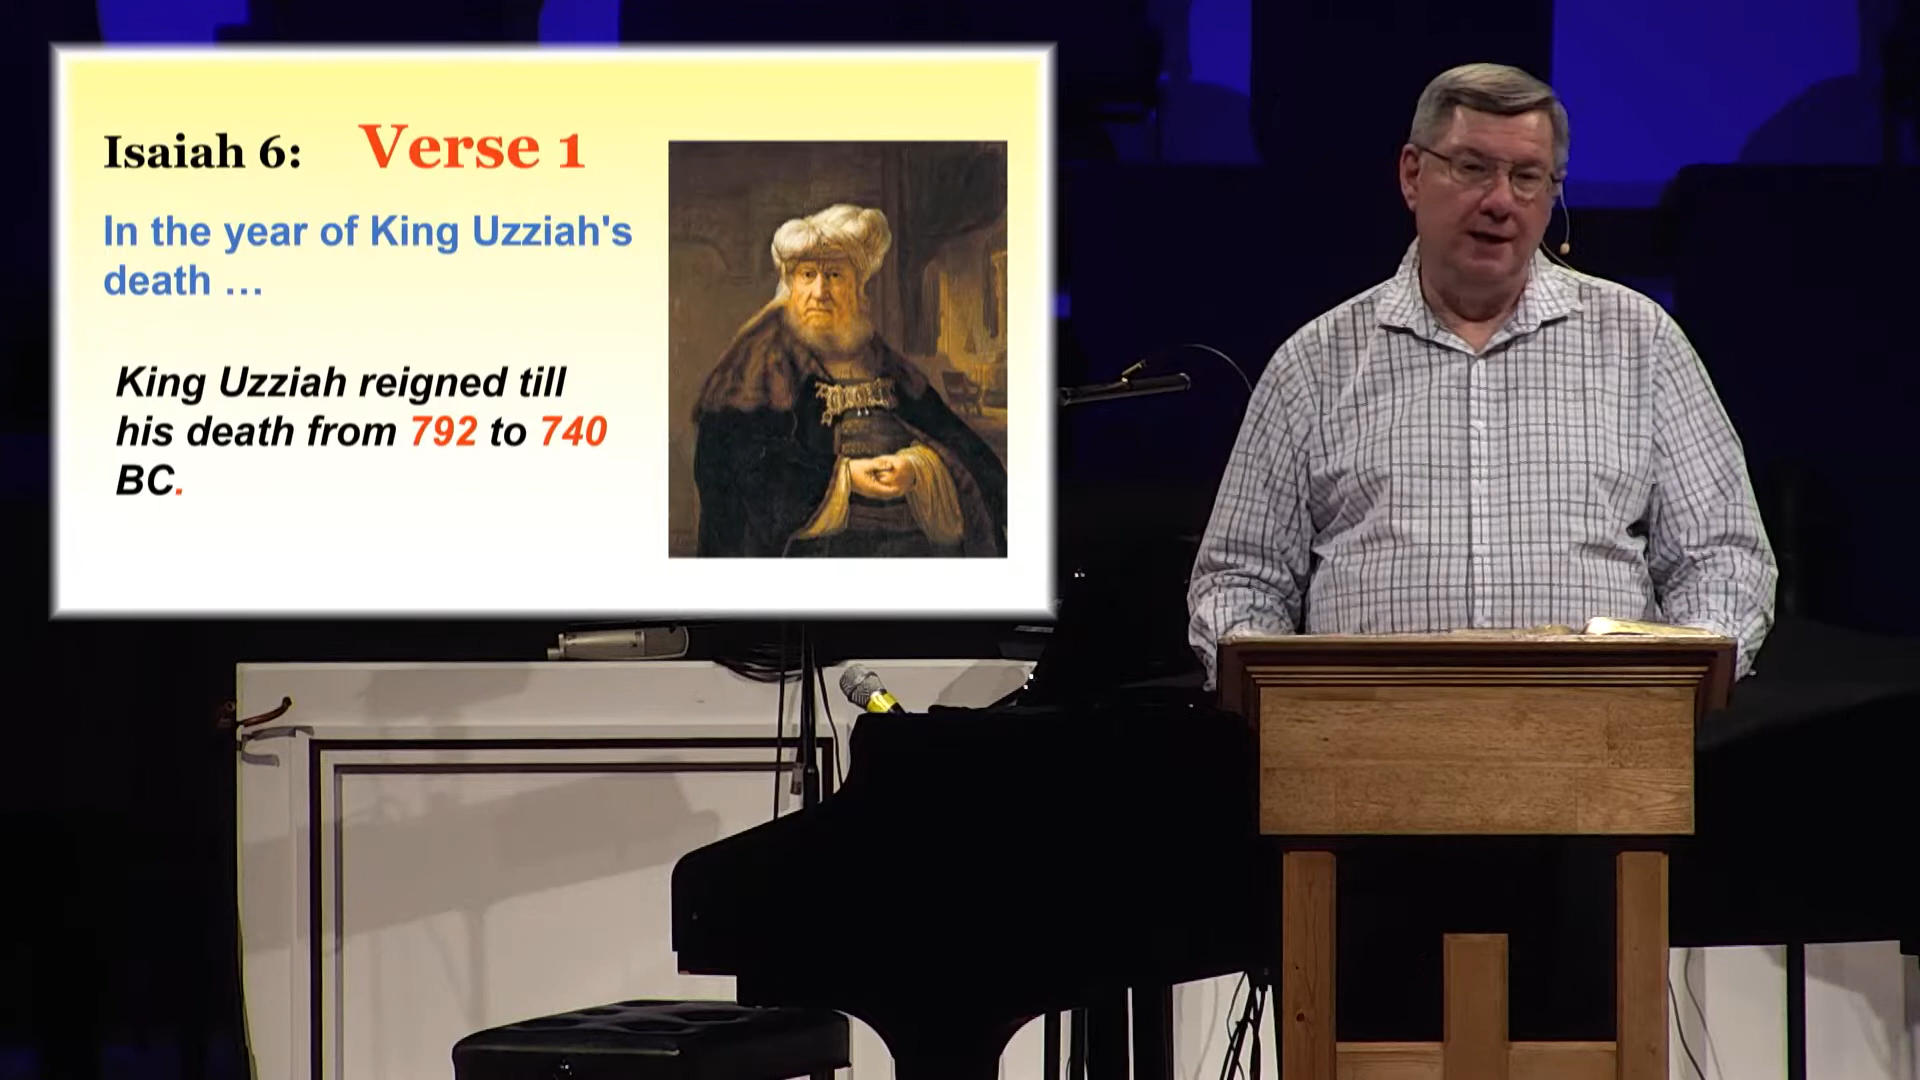 Isaiah 6: Verse 1
In the year of King Uzziah's
death …
King Uzziah reigned till
his death from 792 to 740
BC.